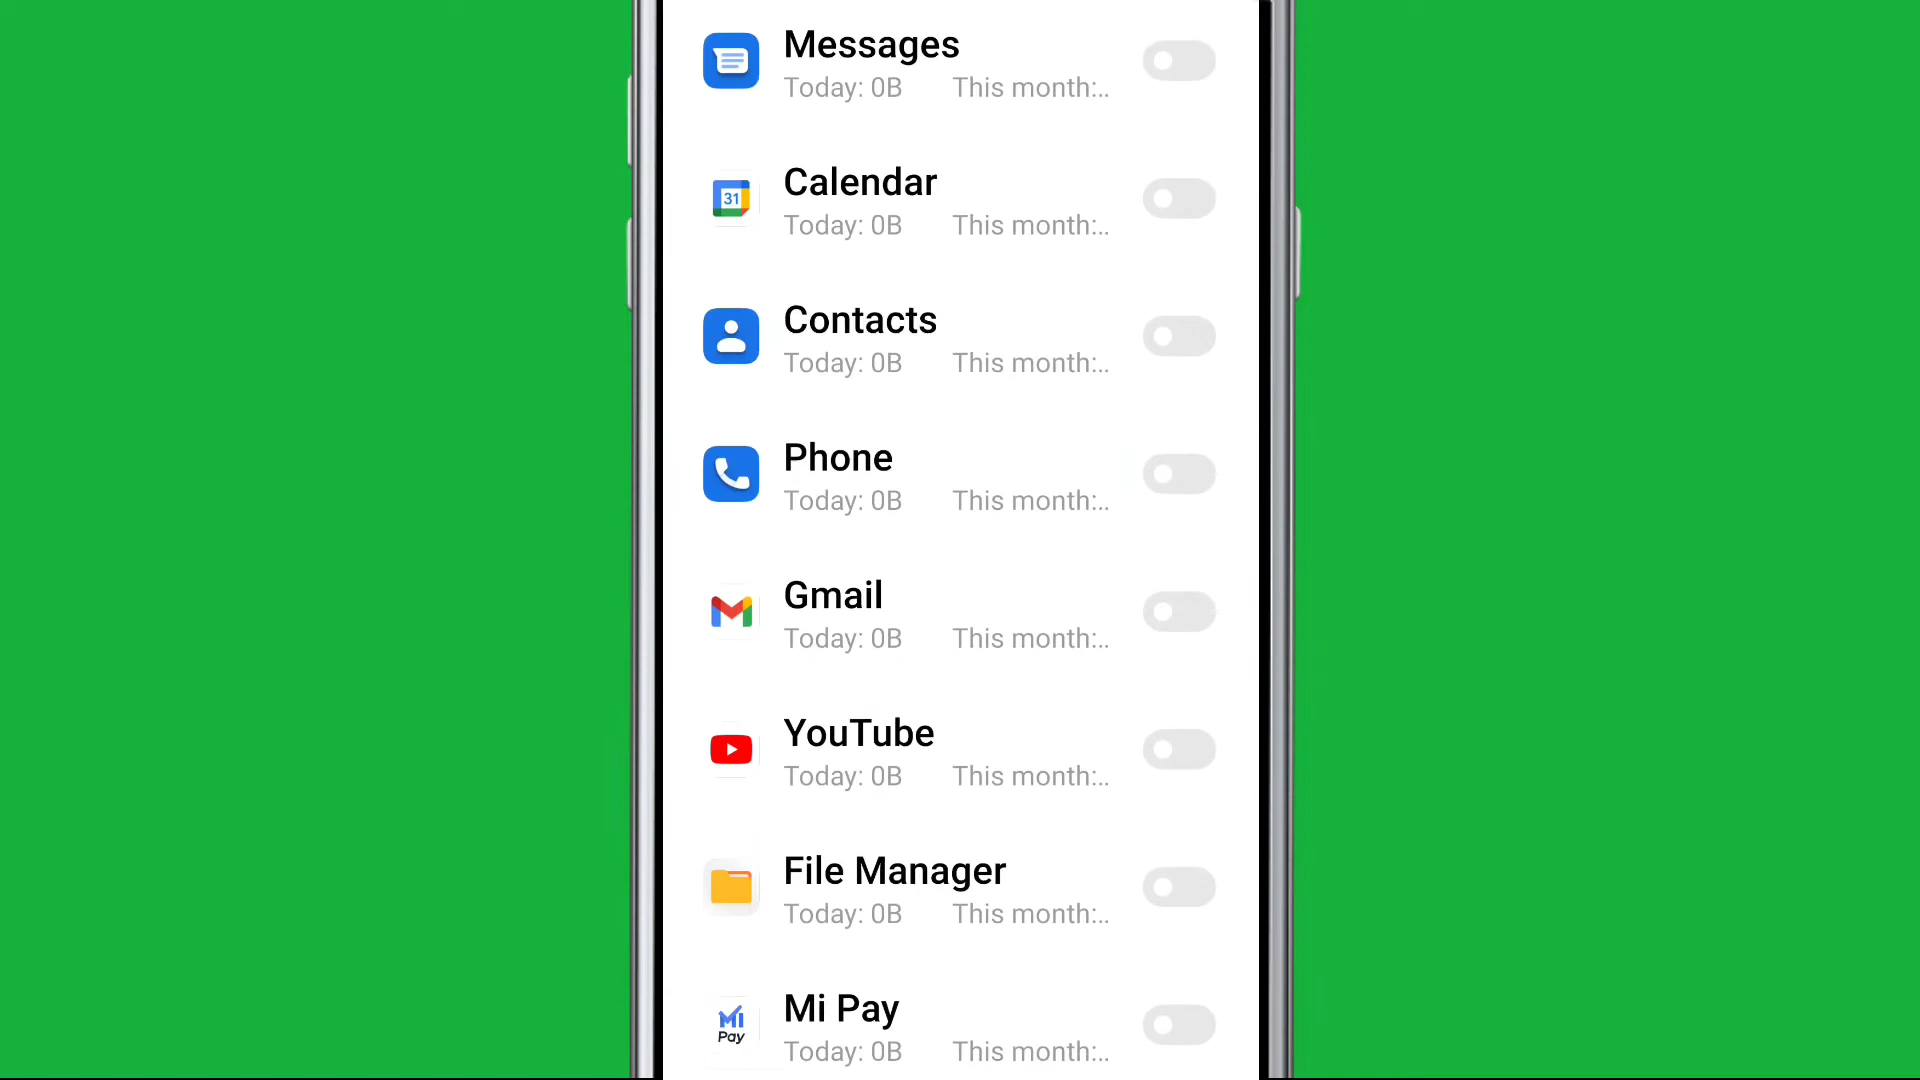 Messages
Today: 0B This month:..
31
Calendar
Today: 0B This month:..
Contacts
Today: 0B This month:..
Phone
Today: 0B This month:..
Gmail
Today: 0B This month:..
YouTube
Today: 0B This month:..
File Manager
Today: 0B This month:..
Mi Pay
Mi Pay
Today: 0B This month:..